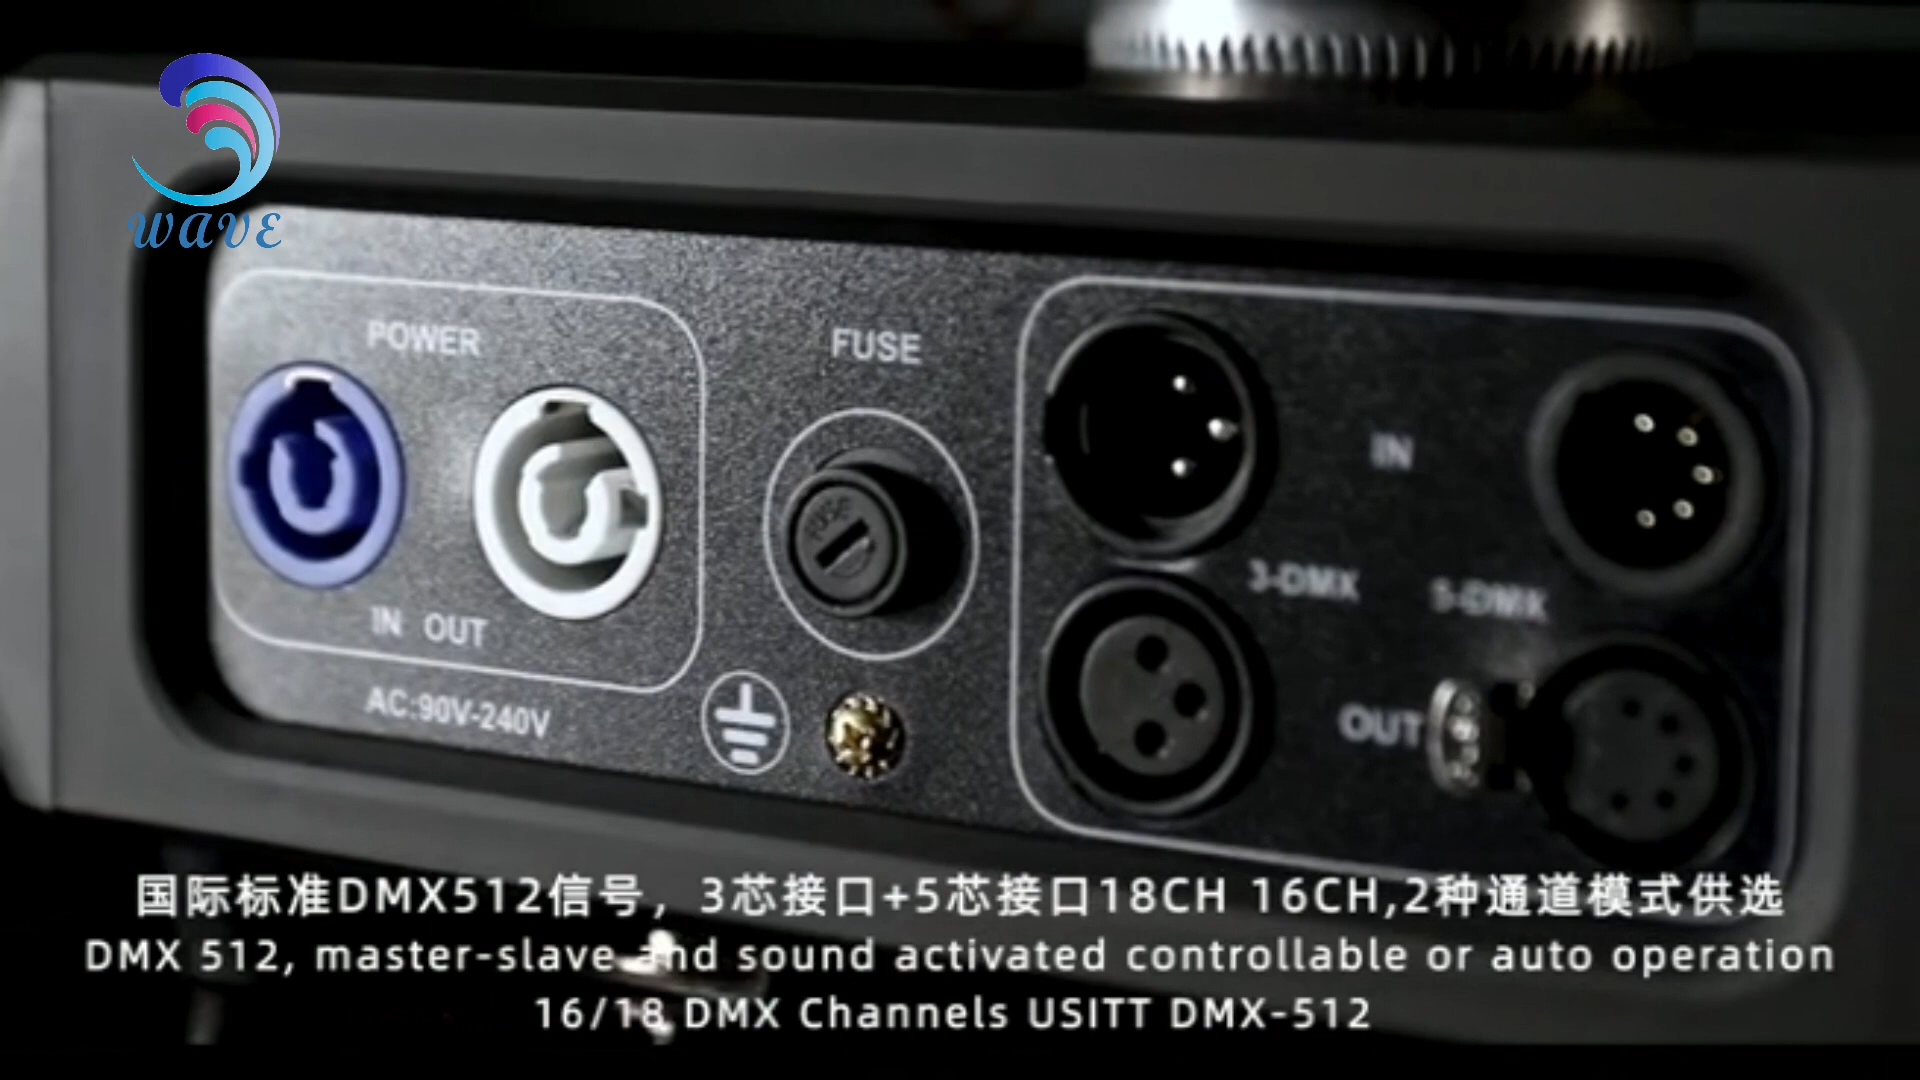 WAVE
POWER
FUSE
IN
3-DMX 5-DMX
IN OUT
OUT
AC:90V-240V
国际标准DMX512信号，3芯接口+5芯接口18CH 16CH,2种通道模式供选
DMX 512, master-slave and sound activated controllable or auto operation
16/18 DMX Channels USITT DMX-512